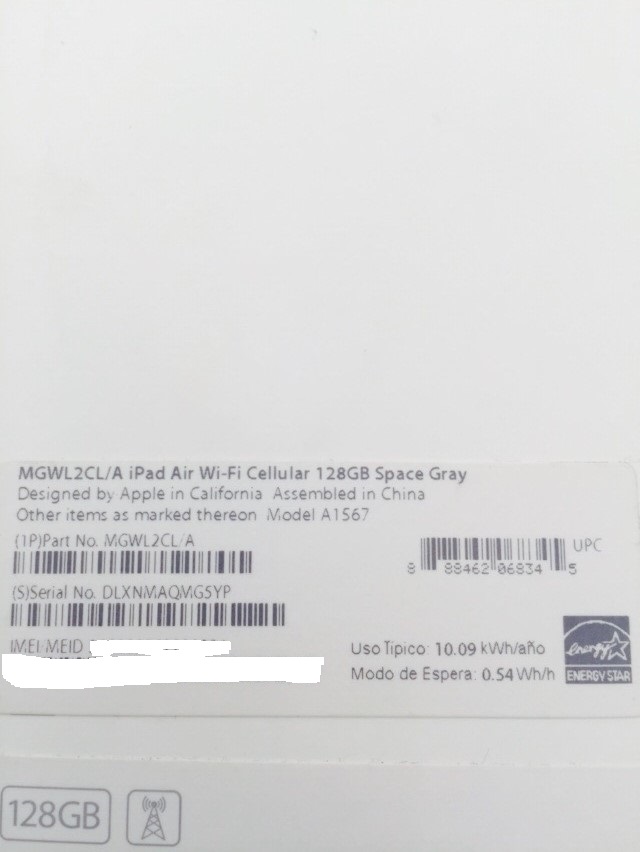 MGWL2CL/A iPad Air Wi-Fi Cellular 128GB Space Gray
Designed by Apple in California Assembled in China
Other items as marked thereon Model A1567
(1P)Part No. MGWL2CL/A
UPC
8 88462 06834 5
(S)Serial No. DLXNMAQMG5YP
IMEI MEID
Uso Típico: 10.09 kWh/año
Modo de Espera: 0.54 Wh/h
energy
ENERGY STAR
128GB